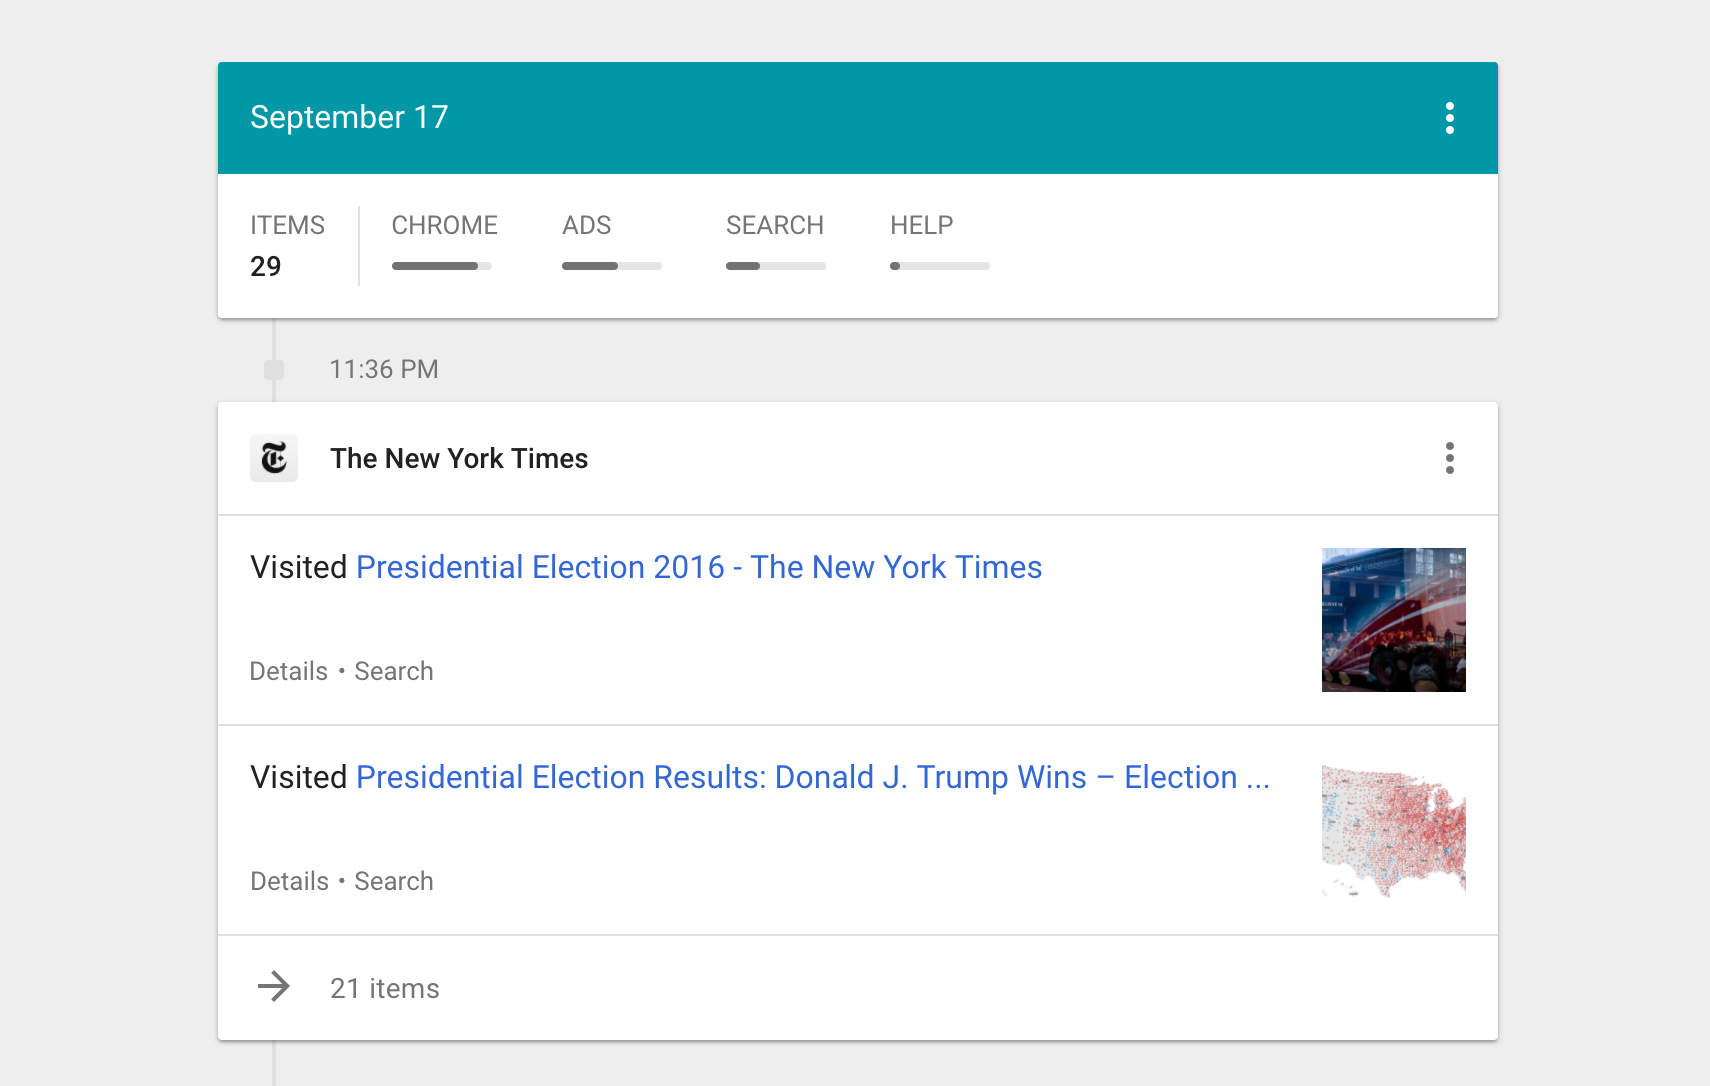 September 17
ITEMS CHROME ADS SEARCH HELP
29
11:36 PM
The New York Times
Visited Presidential Election 2016 - The New York Times
Details • Search
Visited Presidential Election Results: Donald J. Trump Wins – Election ...
Details • Search
21 items